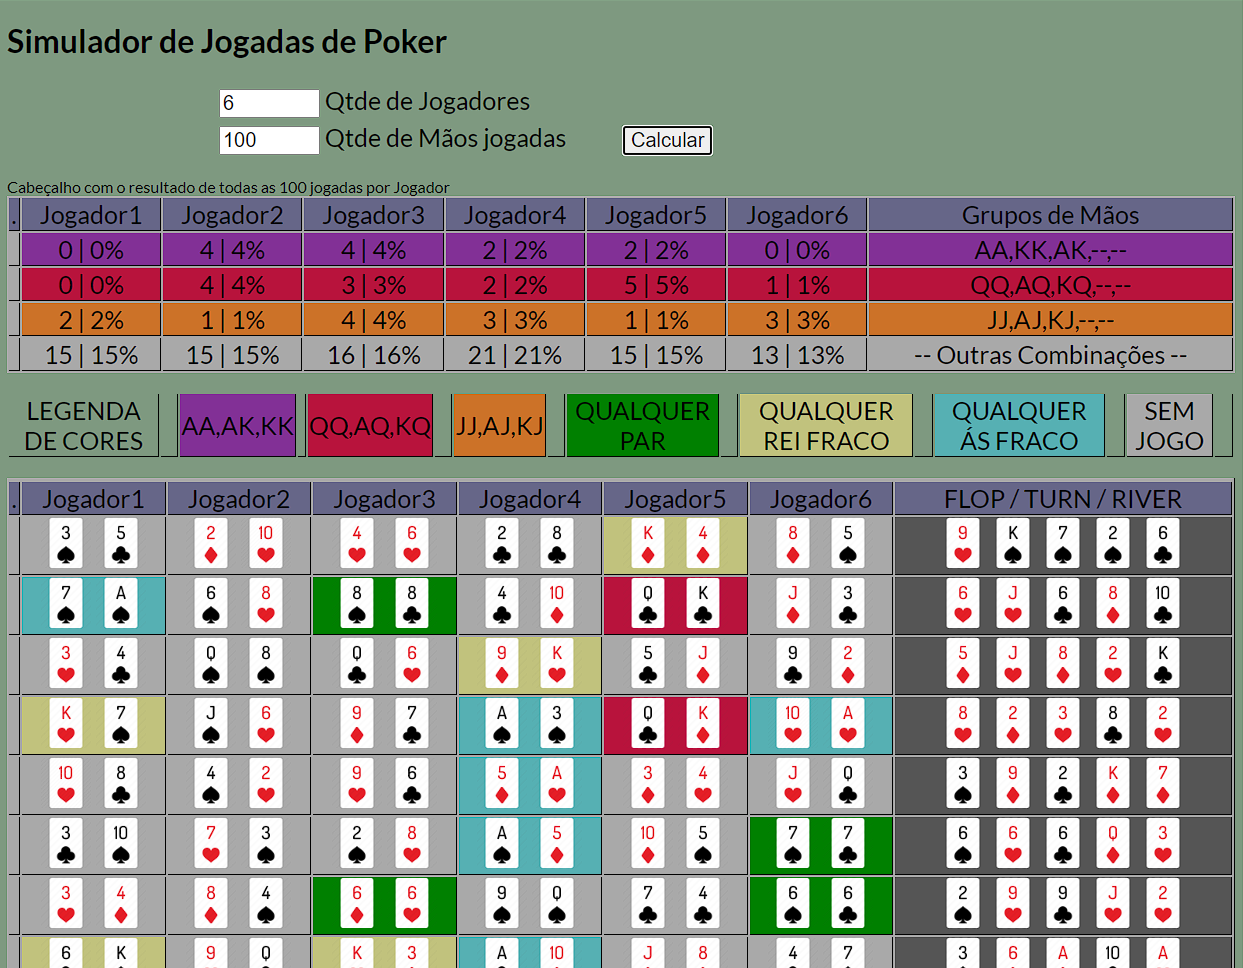 Simulador de Jogadas de Poker
6 Qtde de Jogadores
100 Qtde de Mãos jogadas Calcular
Cabeçalho com o resultado de todas as 100 jogadas por Jogador
. Jogador1 Jogador2 Jogador3 Jogador4 Jogador5 Jogador6 Grupos de Mãos
0 | 0% 4 | 4% 4 | 4% 2 | 2% 2 | 2% 0 | 0% AA,KK,AK,--,--
0 | 0% 4 | 4% 3 | 3% 2 | 2% 5 | 5% 1 | 1% QQ,AQ,KQ,--,--
2 | 2% 1 | 1% 4 | 4% 3 | 3% 1 | 1% 3 | 3% JJ,AJ,KJ,--,--
15 | 15% 15 | 15% 16 | 16% 21 | 21% 15 | 15% 13 | 13% -- Outras Combinações --
LEGENDA DE CORES
AA,AK,KK
QQ,AQ,KQ
JJ,AJ,KJ
QUALQUER PAR
QUALQUER REI FRACO
QUALQUER ÁS FRACO
SEM JOGO
. Jogador1 Jogador2 Jogador3 Jogador4 Jogador5 Jogador6 FLOP / TURN / RIVER
3 5 2 10 4 6 2 8 K 4 8 5 9 K 7 2 6
7 A 6 8 8 8 4 10 Q K J 3 6 J 6 8 10
3 4 Q 8 Q 6 9 K 5 J 9 2 5 J 8 2 K
K 7 J 6 9 7 A 3 Q K 10 A 8 2 3 8 2
10 8 4 2 9 6 5 A 3 4 J Q 3 9 2 K 7
3 10 7 3 2 8 A 5 10 5 7 7 6 6 6 Q 3
3 4 8 4 6 6 9 Q 7 4 6 6 2 9 9 J 2
6 K 9 Q K 3 A 10 J 8 4 7 3 6 A 10 A